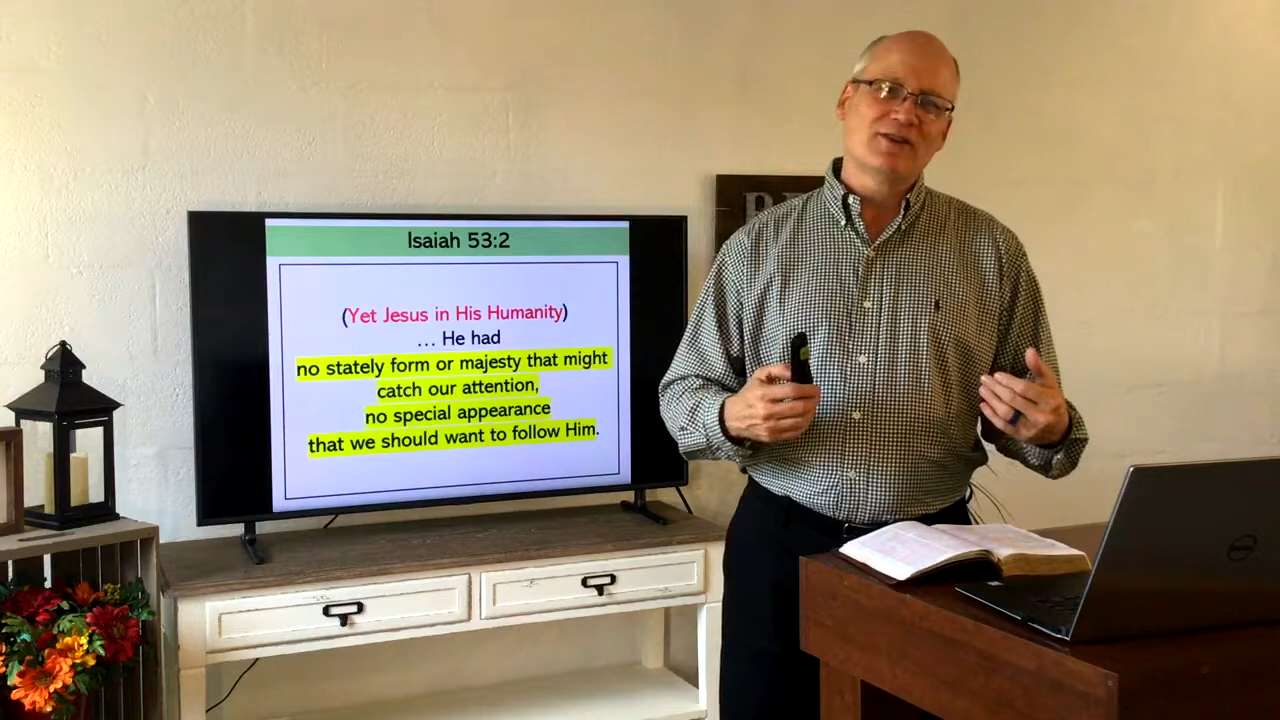 Isaiah 53:2
(Yet Jesus in His Humanity)
... He had
no stately form or majesty that might
catch our attention,
no special appearance
that we should want to follow Him.
DELL